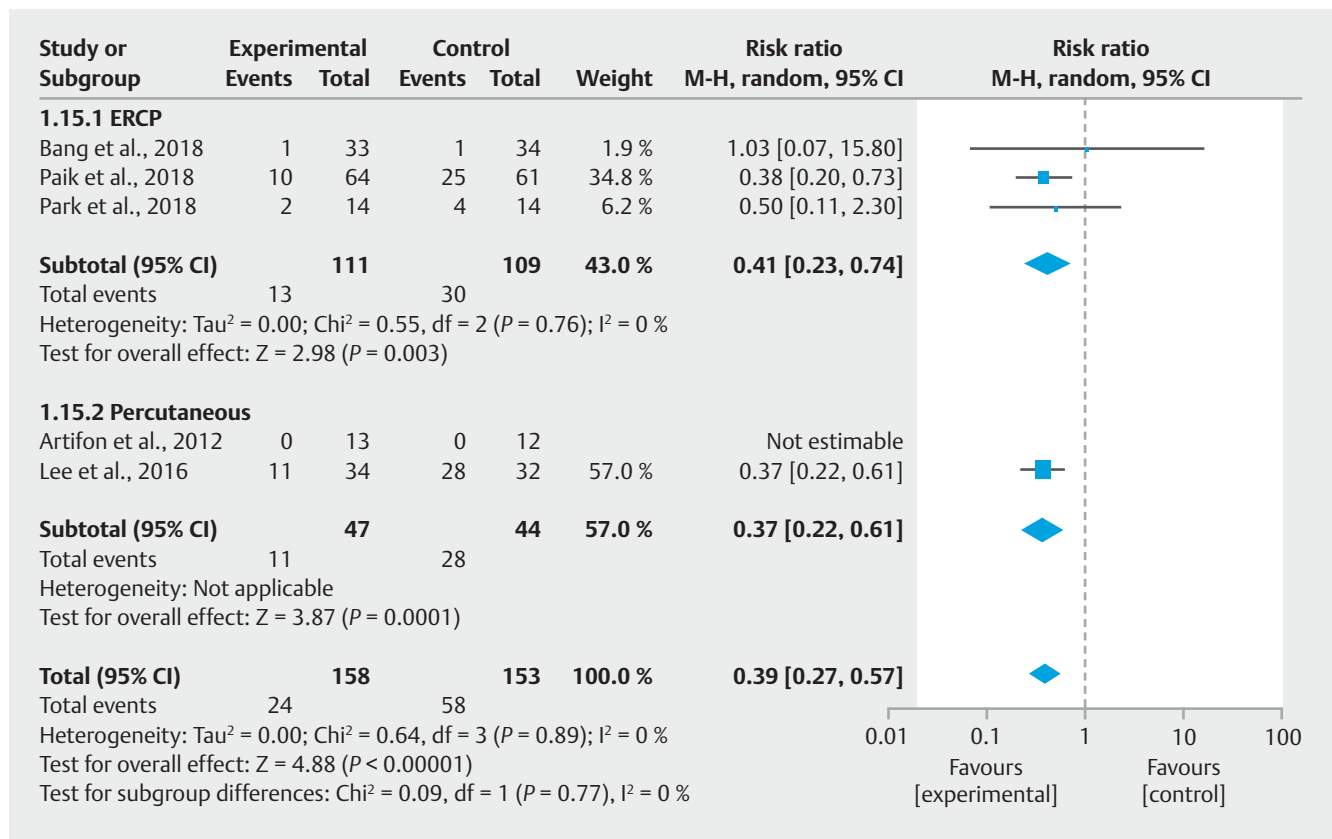 Study or Subgroup Experimental Control Weight Risk ratio Risk ratio
Events Total Events Total M-H, random, 95% CI M-H, random, 95% CI
1.15.1 ERCP
Bang et al., 2018 1 33 1 34 1.9 % 1.03 [0.07, 15.80]
Paik et al., 2018 10 64 25 61 34.8 % 0.38 [0.20, 0.73]
Park et al., 2018 2 14 4 14 6.2 % 0.50 [0.11, 2.30]
Subtotal (95% CI) 111 109 43.0 % 0.41 [0.23, 0.74]
Total events 13 30
Heterogeneity: Tau² = 0.00; Chi² = 0.55, df = 2 (P = 0.76); I² = 0 %
Test for overall effect: Z = 2.98 (P = 0.003)
1.15.2 Percutaneous
Artifon et al., 2012 0 13 0 12 Not estimable
Lee et al., 2016 11 34 28 32 57.0 % 0.37 [0.22, 0.61]
Subtotal (95% CI) 47 44 57.0 % 0.37 [0.22, 0.61]
Total events 11 28
Heterogeneity: Not applicable
Test for overall effect: Z = 3.87 (P = 0.0001)
Total (95% CI) 158 153 100.0 % 0.39 [0.27, 0.57]
Total events 24 58
Heterogeneity: Tau² = 0.00; Chi² = 0.64, df = 3 (P = 0.89); I² = 0 %
Test for overall effect: Z = 4.88 (P < 0.00001)
Test for subgroup differences: Chi² = 0.09, df = 1 (P = 0.77), I² = 0 %
0.01 0.1 1 10 100
Favours [experimental] Favours [control]